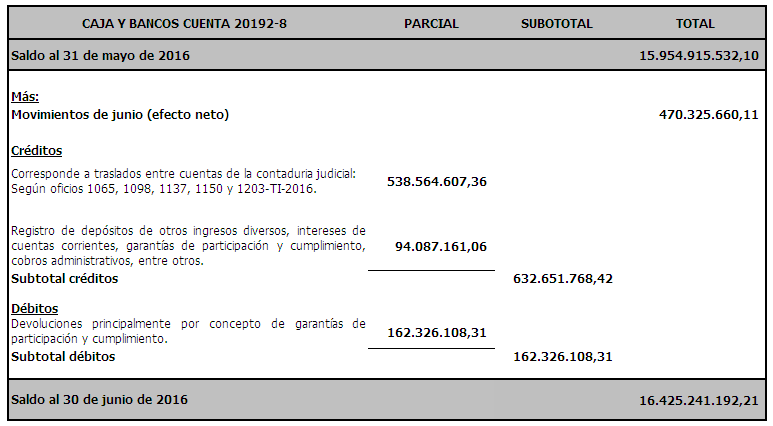 CAJA Y BANCOS CUENTA 20192-8 PARCIAL SUBOTOTAL TOTAL
Saldo al 31 de mayo de 2016 15.954.915.532,10
Más:
Movimientos de junio (efecto neto) 470.325.660,11
Créditos
Corresponde a traslados entre cuentas de la contaduria judicial:
Según oficios 1065, 1098, 1137, 1150 y 1203-TI-2016. 538.564.607,36
Registro de depósitos de otros ingresos diversos, intereses de
cuentas corrientes, garantías de participación y cumplimiento, 94.087.161,06
cobros administrativos, entre otros.
Subtotal créditos 632.651.768,42
Débitos
Devoluciones principalmente por concepto de garantías de
participación y cumplimiento. 162.326.108,31
Subtotal débitos 162.326.108,31
Saldo al 30 de junio de 2016 16.425.241.192,21